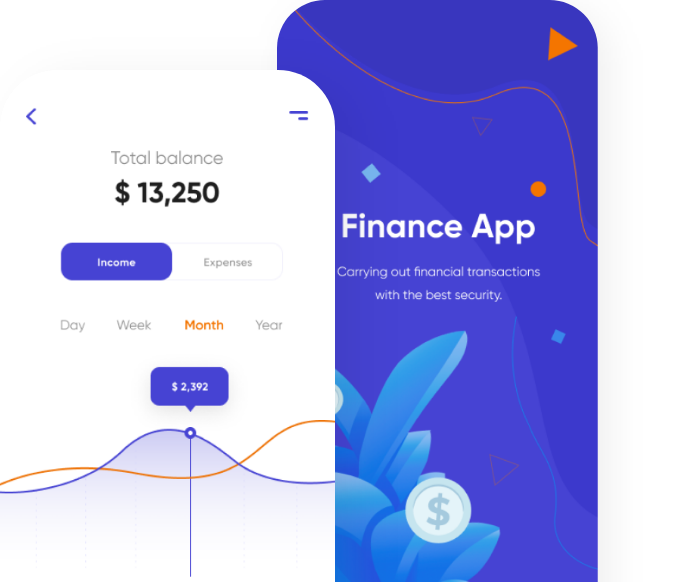 Total balance
$ 13,250
Income Expenses
Day Week Month Year
$ 2,392
Finance App
Carrying out financial transactions
with the best security.
$